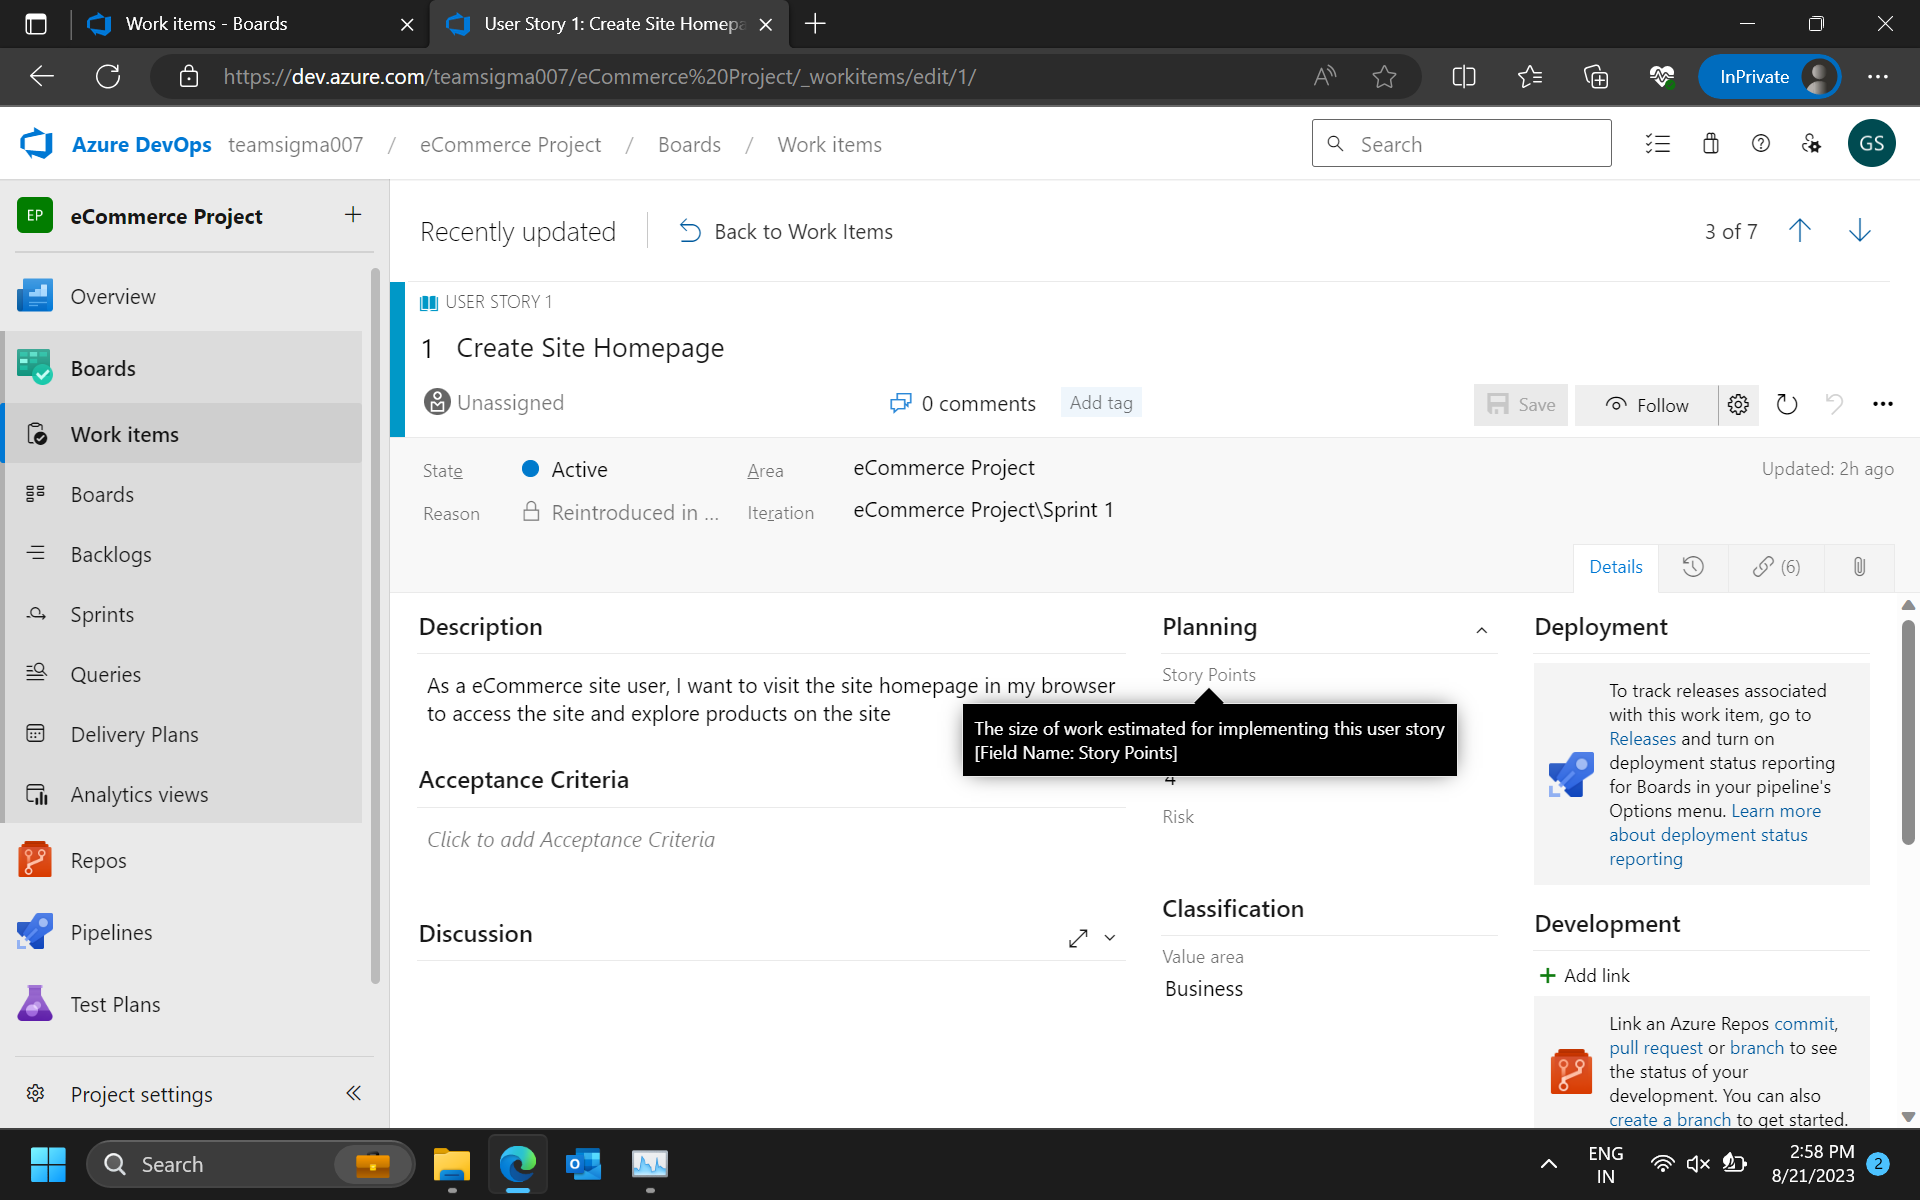 Work items - Boards
User Story 1: Create Site Homepa
https://dev.azure.com/teamsigma007/eCommerce%20Project/_workitems/edit/1/
InPrivate
Azure DevOps teamsigma007 / eCommerce Project / Boards / Work items
Search
GS
EP eCommerce Project
Overview
Boards
Work items
Boards
Backlogs
Sprints
Queries
Delivery Plans
Analytics views
Repos
Pipelines
Test Plans
Project settings
Recently updated
Back to Work Items
3 of 7
USER STORY 1
1 Create Site Homepage
Unassigned
0 comments
Add tag
Save
Follow
State Active
Area eCommerce Project
Updated: 2h ago
Reason Reintroduced in ...
Iteration eCommerce Project\Sprint 1
Details
(6)
Description
As a eCommerce site user, I want to visit the site homepage in my browser
to access the site and explore products on the site
Acceptance Criteria
Click to add Acceptance Criteria
Discussion
Planning
Story Points
The size of work estimated for implementing this user story
[Field Name: Story Points]
4
Risk
Classification
Value area
Business
Deployment
To track releases associated
with this work item, go to
Releases and turn on
deployment status reporting
for Boards in your pipeline's
Options menu. Learn more
about deployment status
reporting
Development
Add link
Link an Azure Repos commit,
pull request or branch to see
the status of your
development. You can also
create a branch to get started.
Search
ENG
IN
2:58 PM
8/21/2023
2